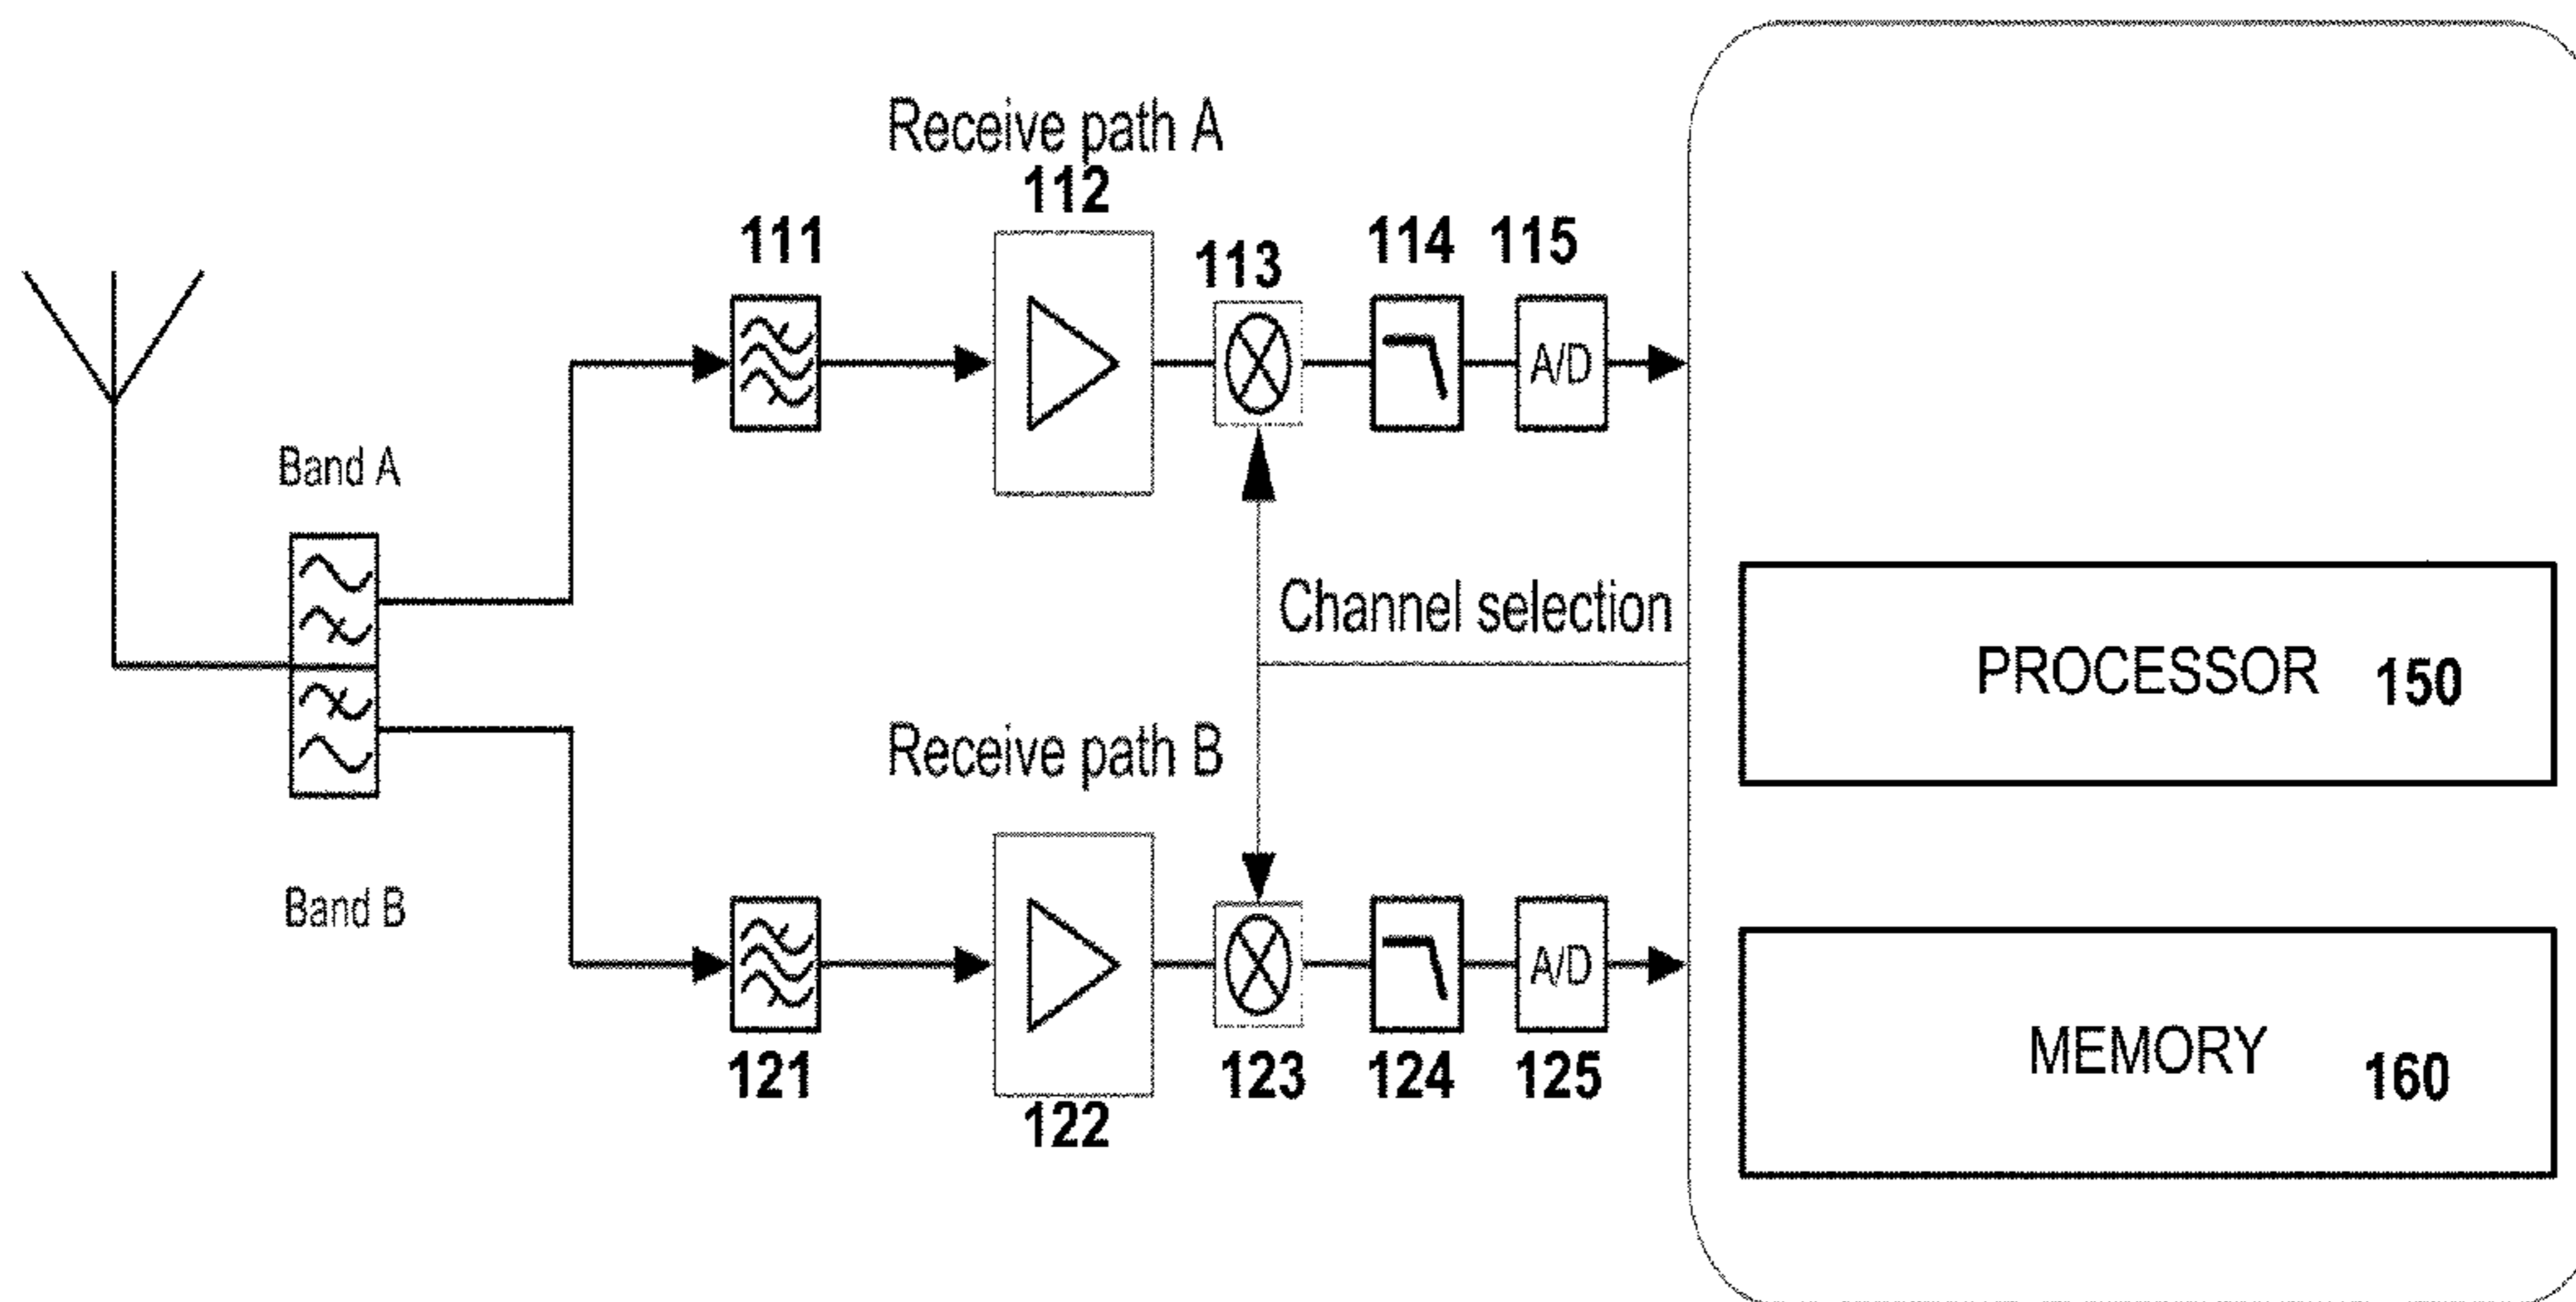 Receive path A
112
111
113
114
115
A/D
Band A
Channel selection
PROCESSOR 150
Receive path B
Band B
A/D
MEMORY 160
121
122
123
124
125